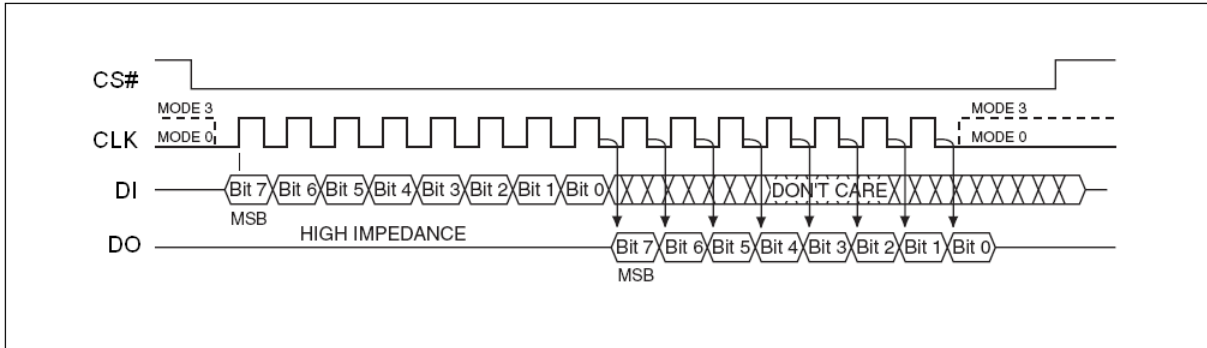 CS#
MODE 3 MODE 3
CLK MODE 0 MODE 0
DI Bit 7 Bit 6 Bit 5 Bit 4 Bit 3 Bit 2 Bit 1 Bit 0 DON'T CARE
MSB
HIGH IMPEDANCE
DO Bit 7 Bit 6 Bit 5 Bit 4 Bit 3 Bit 2 Bit 1 Bit 0
MSB